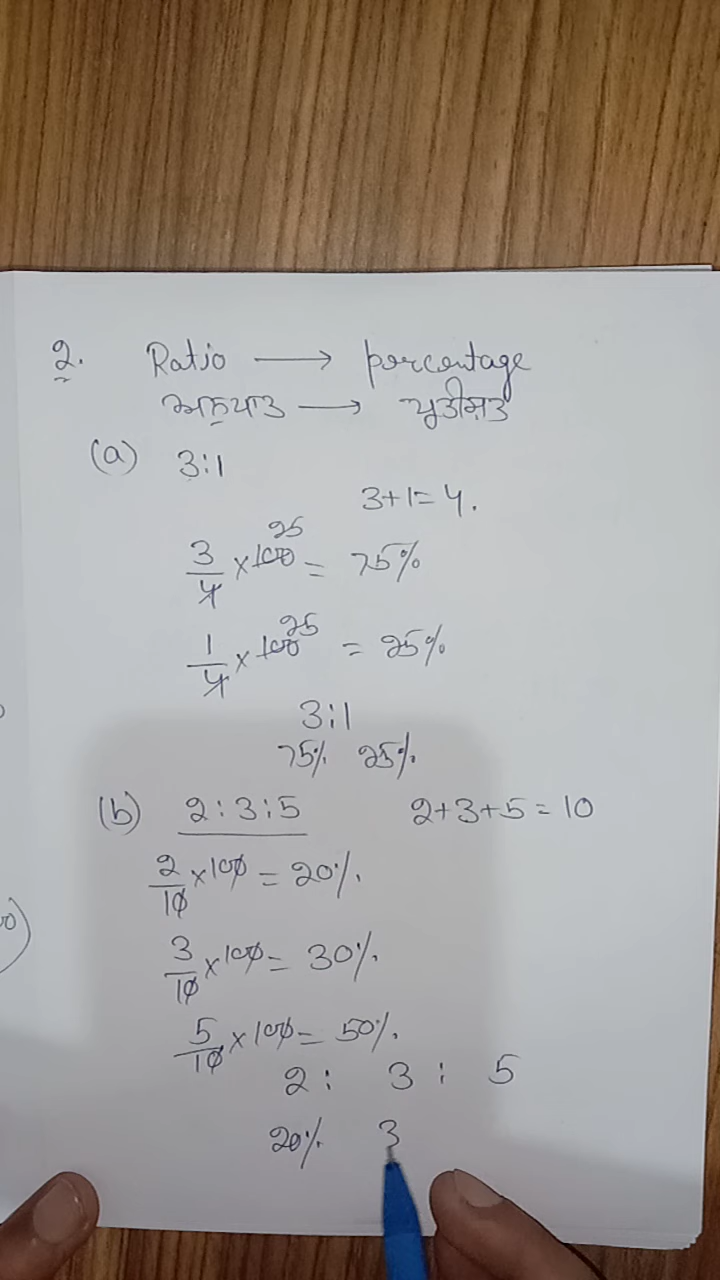 2. Ratio → percentage
ਅਨੁਪਾਤ → ਪ੍ਰਤੀਸ਼ਤ
(a) 3:1
3+1=4.
3/4 × 100 25 = 75%
1/4 × 100 25 = 25%
3:1
75% 25%
(b) 2:3:5 2+3+5=10
2/10 × 100 = 20%
3/10 × 100 = 30%
5/10 × 100 = 50%
2: 3: 5
20% 3